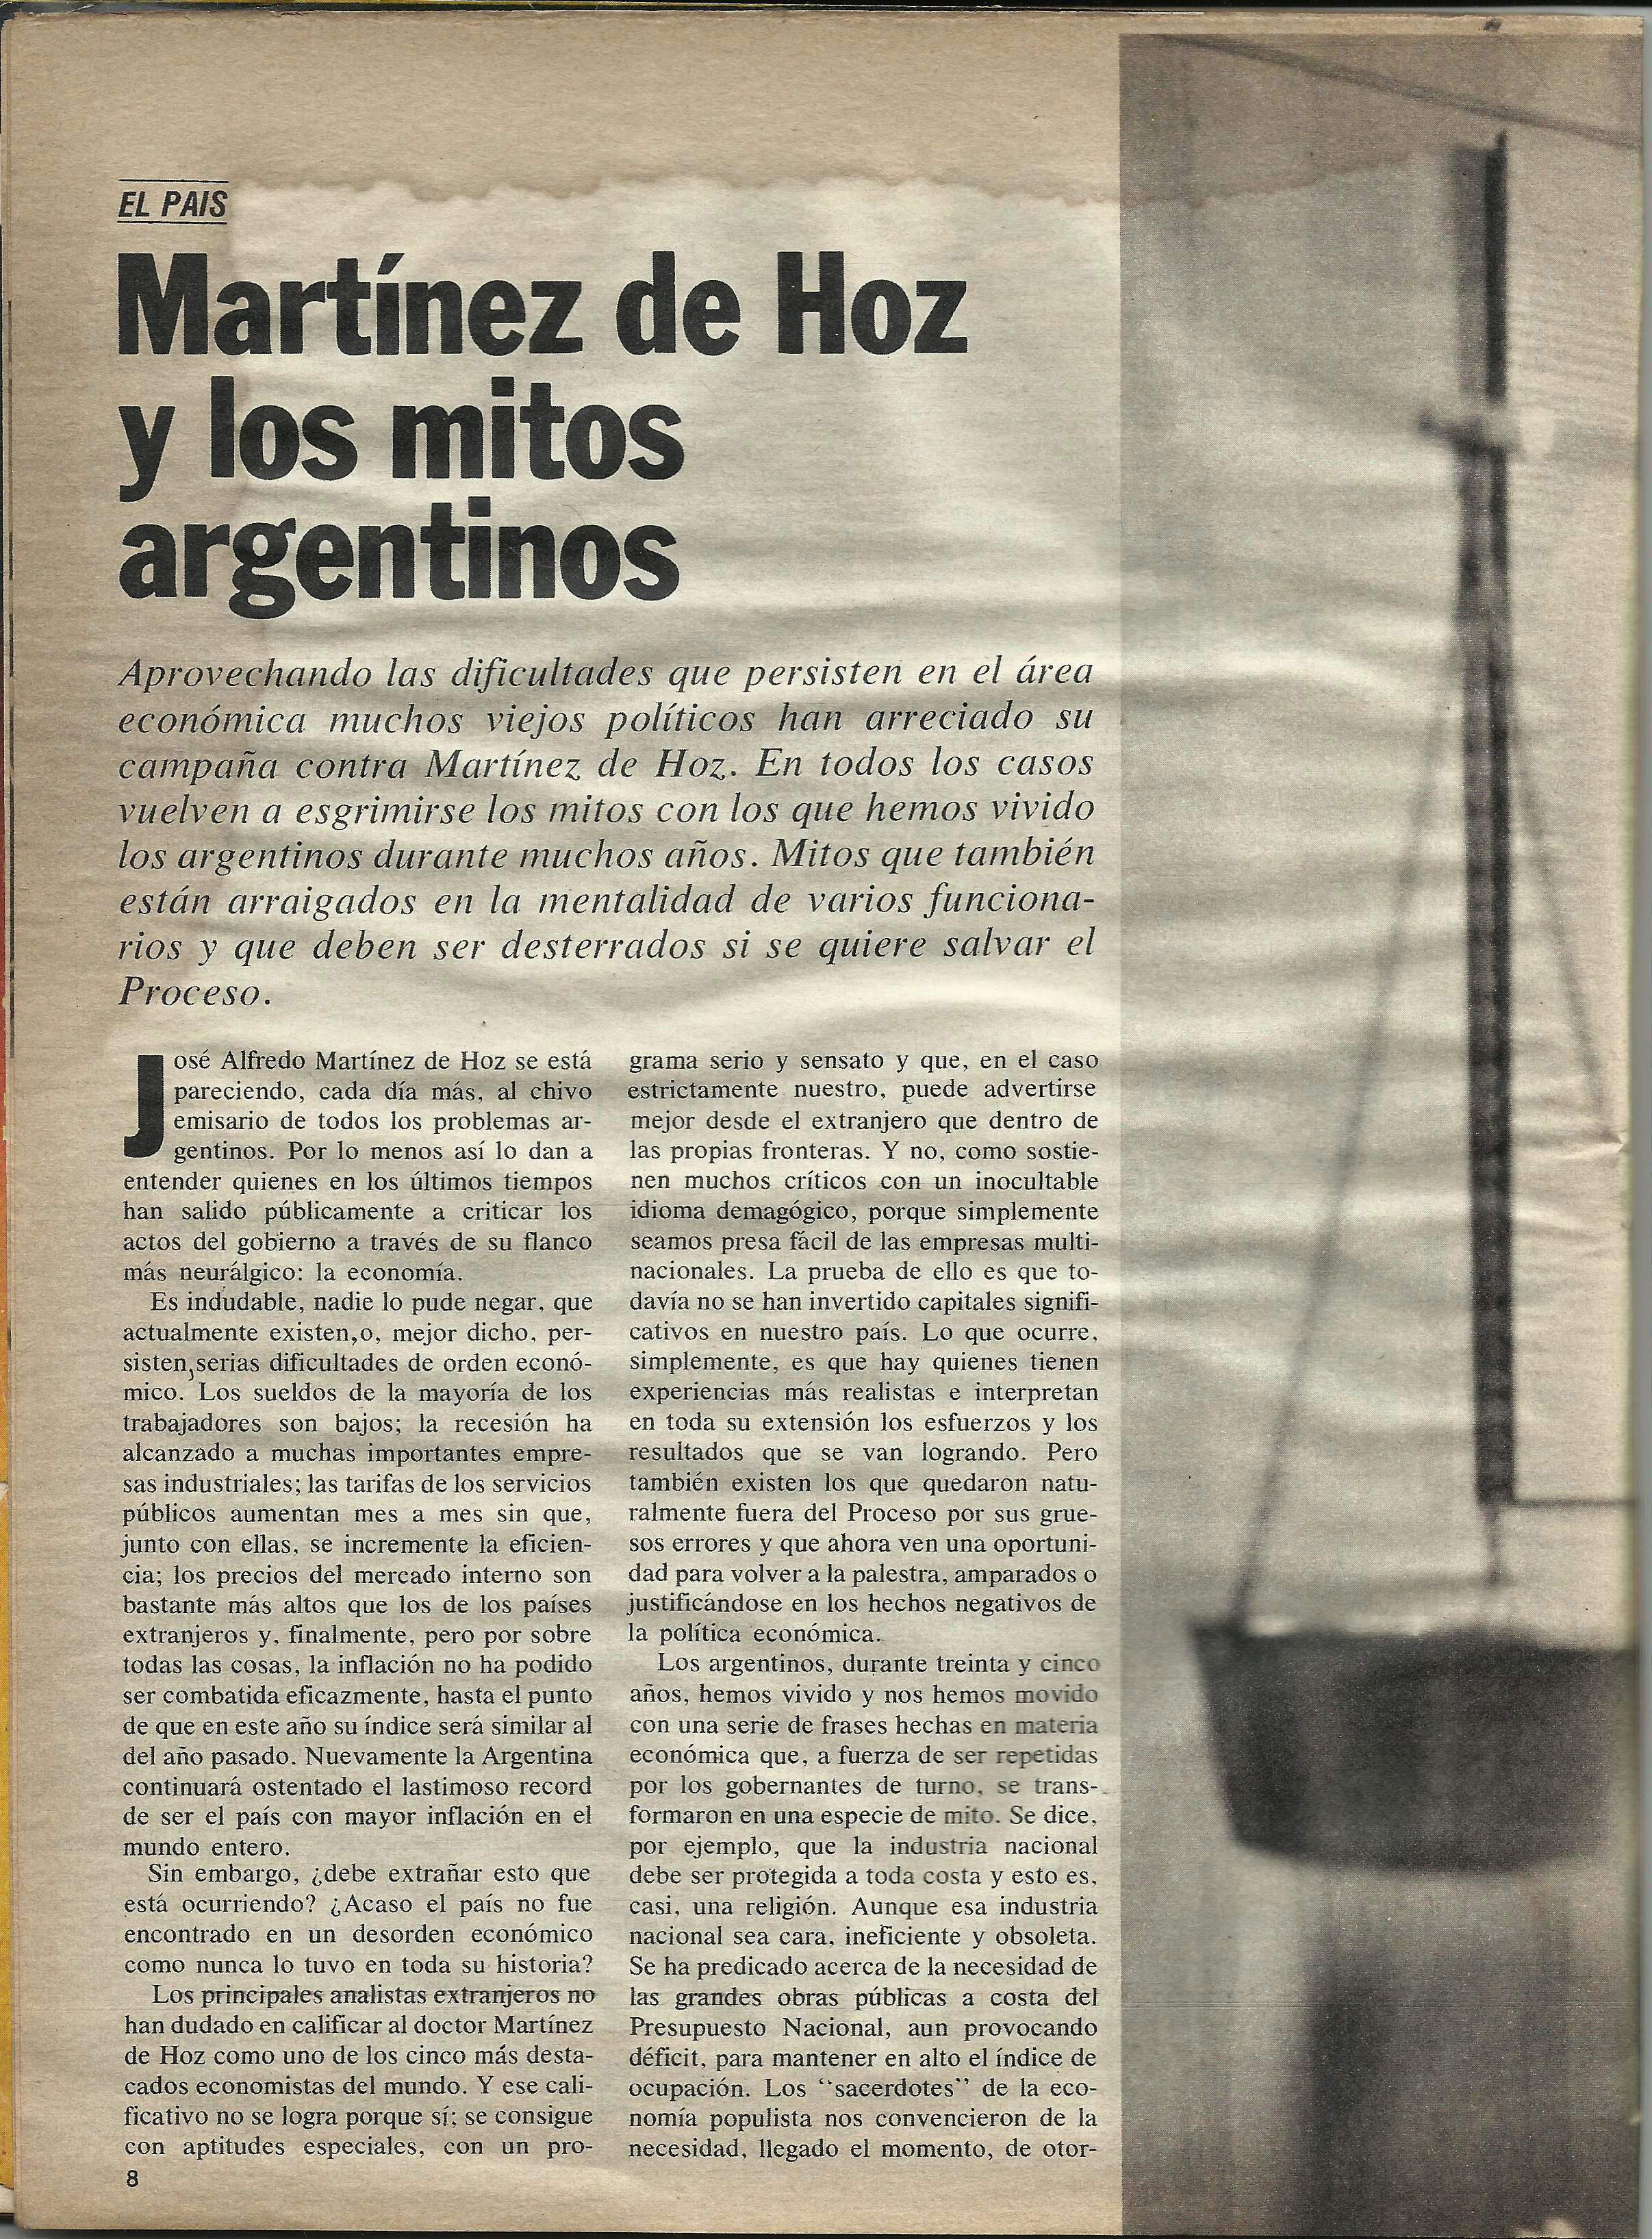 EL PAIS
Martínez de Hoz
y los mitos
argentinos
Aprovechando las dificultades que persisten en el área
económica muchos viejos políticos han arreciado su
campaña contra Martínez de Hoz. En todos los casos
vuelven a esgrimirse los mitos con los que hemos vivido
los argentinos durante muchos años. Mitos que también
están arraigados en la mentalidad de varios funciona-
rios y que deben ser desterrados si se quiere salvar el
Proceso.
José Alfredo Martínez de Hoz se está
pareciendo, cada día más, al chivo
emisario de todos los problemas ar-
gentinos. Por lo menos así lo dan a
entender quienes en los últimos tiempos
han salido públicamente a criticar los
actos del gobierno a través de su flanco
más neurálgico: la economía.
Es indudable, nadie lo pude negar, que
actualmente existen,o, mejor dicho, per-
sisten,serias dificultades de orden econó-
mico. Los sueldos de la mayoría de los
trabajadores son bajos; la recesión ha
alcanzado a muchas importantes empre-
sas industriales; las tarifas de los servicios
públicos aumentan mes a mes sin que,
junto con ellas, se incremente la eficien-
cia; los precios del mercado interno son
bastante más altos que los de los países
extranjeros y, finalmente, pero por sobre
todas las cosas, la inflación no ha podido
ser combatida eficazmente, hasta el punto
de que en este año su índice será similar al
del año pasado. Nuevamente la Argentina
continuará ostentado el lastimoso record
de ser el país con mayor inflación en el
mundo entero.
Sin embargo, ¿debe extrañar esto que
está ocurriendo? ¿Acaso el país no fue
encontrado en un desorden económico
como nunca lo tuvo en toda su historia?
Los principales analistas extranjeros no
han dudado en calificar al doctor Martínez
de Hoz como uno de los cinco más desta-
cados economistas del mundo. Y ese cali-
ficativo no se logra porque sí; se consigue
con aptitudes especiales, con un pro-
grama serio y sensato y que, en el caso
estrictamente nuestro, puede advertirse
mejor desde el extranjero que dentro de
las propias fronteras. Y no, como sostie-
nen muchos críticos con un inocultable
idioma demagógico, porque simplemente
seamos presa fácil de las empresas multi-
nacionales. La prueba de ello es que to-
davía no se han invertido capitales signifi-
cativos en nuestro país. Lo que ocurre,
simplemente, es que hay quienes tienen
experiencias más realistas e interpretan
en toda su extensión los esfuerzos y los
resultados que se van logrando. Pero
también existen los que quedaron natu-
ralmente fuera del Proceso por sus grue-
sos errores y que ahora ven una oportuni-
dad para volver a la palestra, amparados o
justificándose en los hechos negativos de
la política económica.
Los argentinos, durante treinta y cinco
años, hemos vivido y nos hemos movido
con una serie de frases hechas en materia
económica que, a fuerza de ser repetidas
por los gobernantes de turno, se trans-
formaron en una especie de mito. Se dice,
por ejemplo, que la industria nacional
debe ser protegida a toda costa y esto es,
casi, una religión. Aunque esa industria
nacional sea cara, ineficiente y obsoleta.
Se ha predicado acerca de la necesidad de
las grandes obras públicas a costa del
Presupuesto Nacional, aun provocando
déficit, para mantener en alto el índice de
ocupación. Los "sacerdotes" de la eco-
nomía populista nos convencieron de la
necesidad, llegado el momento, de otor-
8